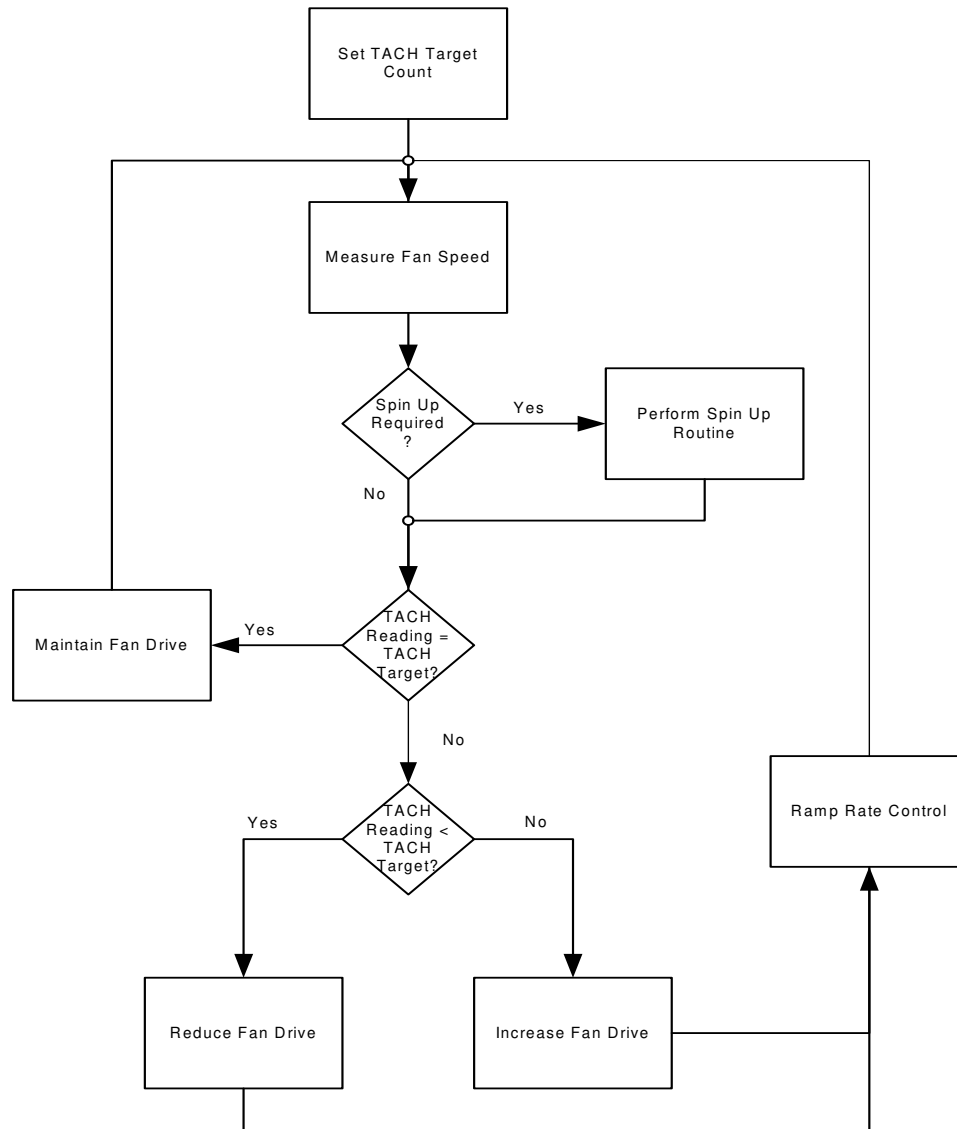 Set TACH Target
Count
Measure Fan Speed
Spin Up
Required
?
Yes
Perform Spin Up
Routine
No
TACH
Reading =
TACH
Target?
Yes
Maintain Fan Drive
No
TACH
Reading <
TACH
Target?
Yes
No
Ramp Rate Control
Reduce Fan Drive
Increase Fan Drive